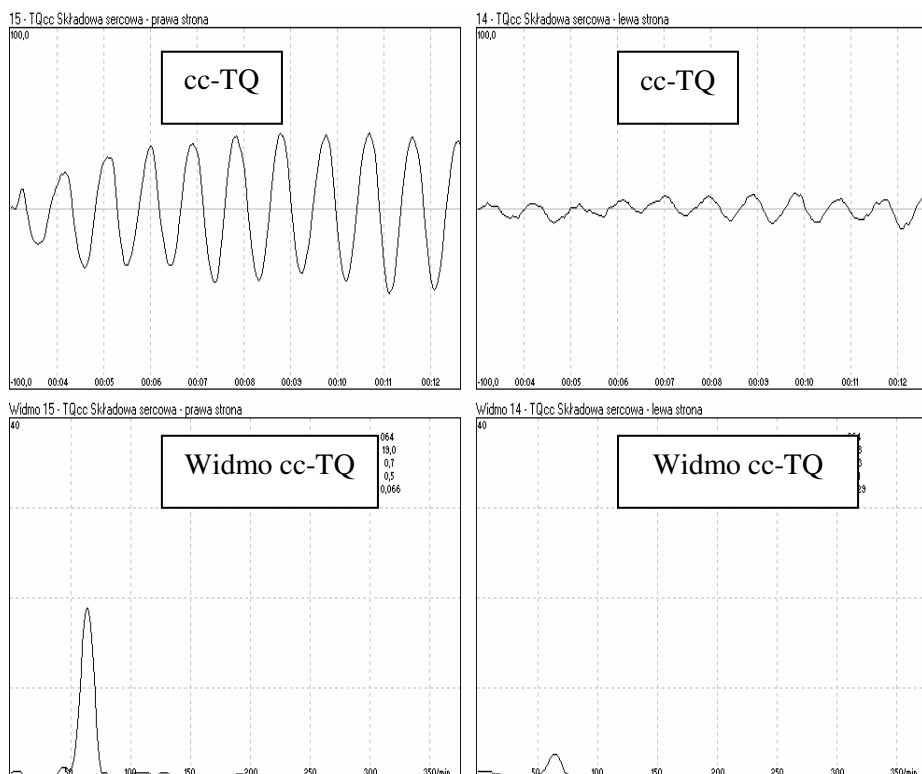 15 - TQcc Składowa sercowa - prawa strona
100,0
cc-TQ
-100,0 00:04 00:05 00:06 00:07 00:08 00:09 00:10 00:11 00:12
14 - TQcc Składowa sercowa - lewa strona
100,0
cc-TQ
-100,0 00:04 00:05 00:06 00:07 00:08 00:09 00:10 00:11 00:12
Widmo 15 - TQcc Składowa sercowa - prawa strona
40
Widmo cc-TQ
064
19,0
0,7
0,5
0,066
50 100 150 200 250 300 350/min
Widmo 14 - TQcc Składowa sercowa - lewa strona
40
Widmo cc-TQ
29
50 100 150 200 250 300 350/min